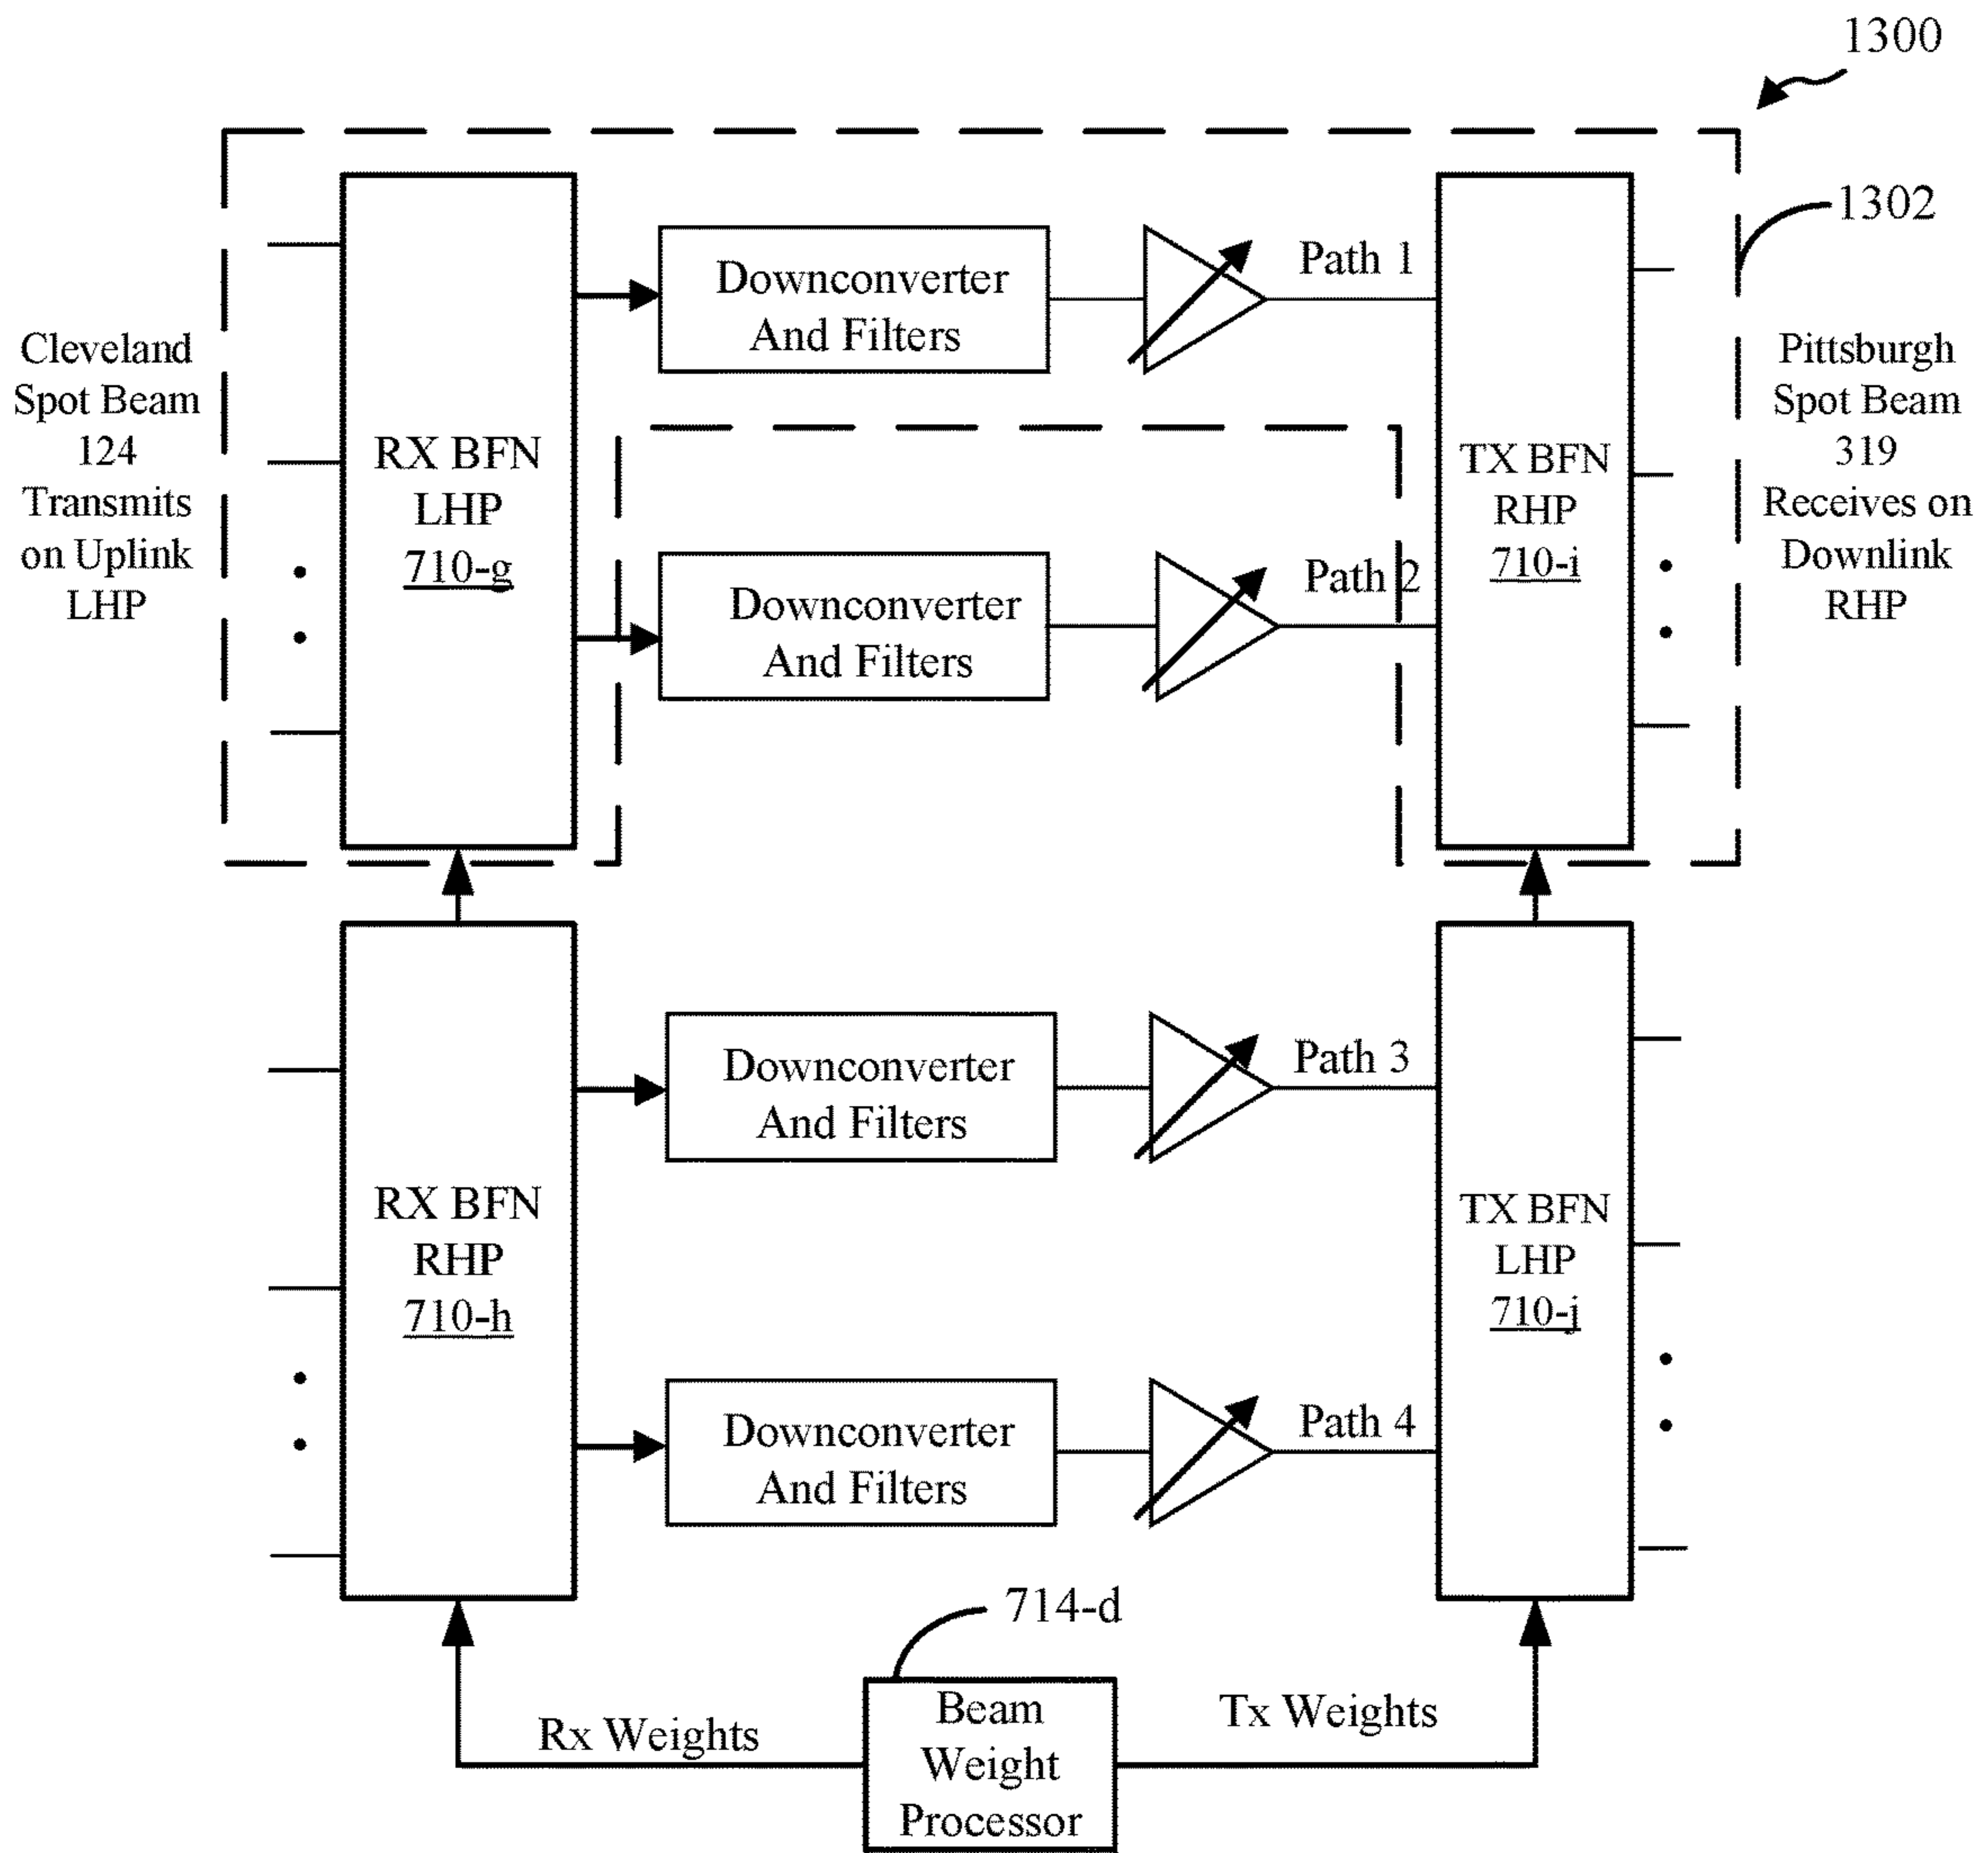 1300
1302
Cleveland
Spot Beam
124
Transmits
on Uplink
LHP
RX BFN
LHP
710-g
Downconverter
And Filters
Path 1
Downconverter
And Filters
Path 2
TX BFN
RHP
710-i
Pittsburgh
Spot Beam
319
Receives on
Downlink
RHP
RX BFN
RHP
710-h
Downconverter
And Filters
Path 3
Downconverter
And Filters
Path 4
TX BFN
LHP
710-j
714-d
Rx Weights
Beam
Weight
Processor
Tx Weights